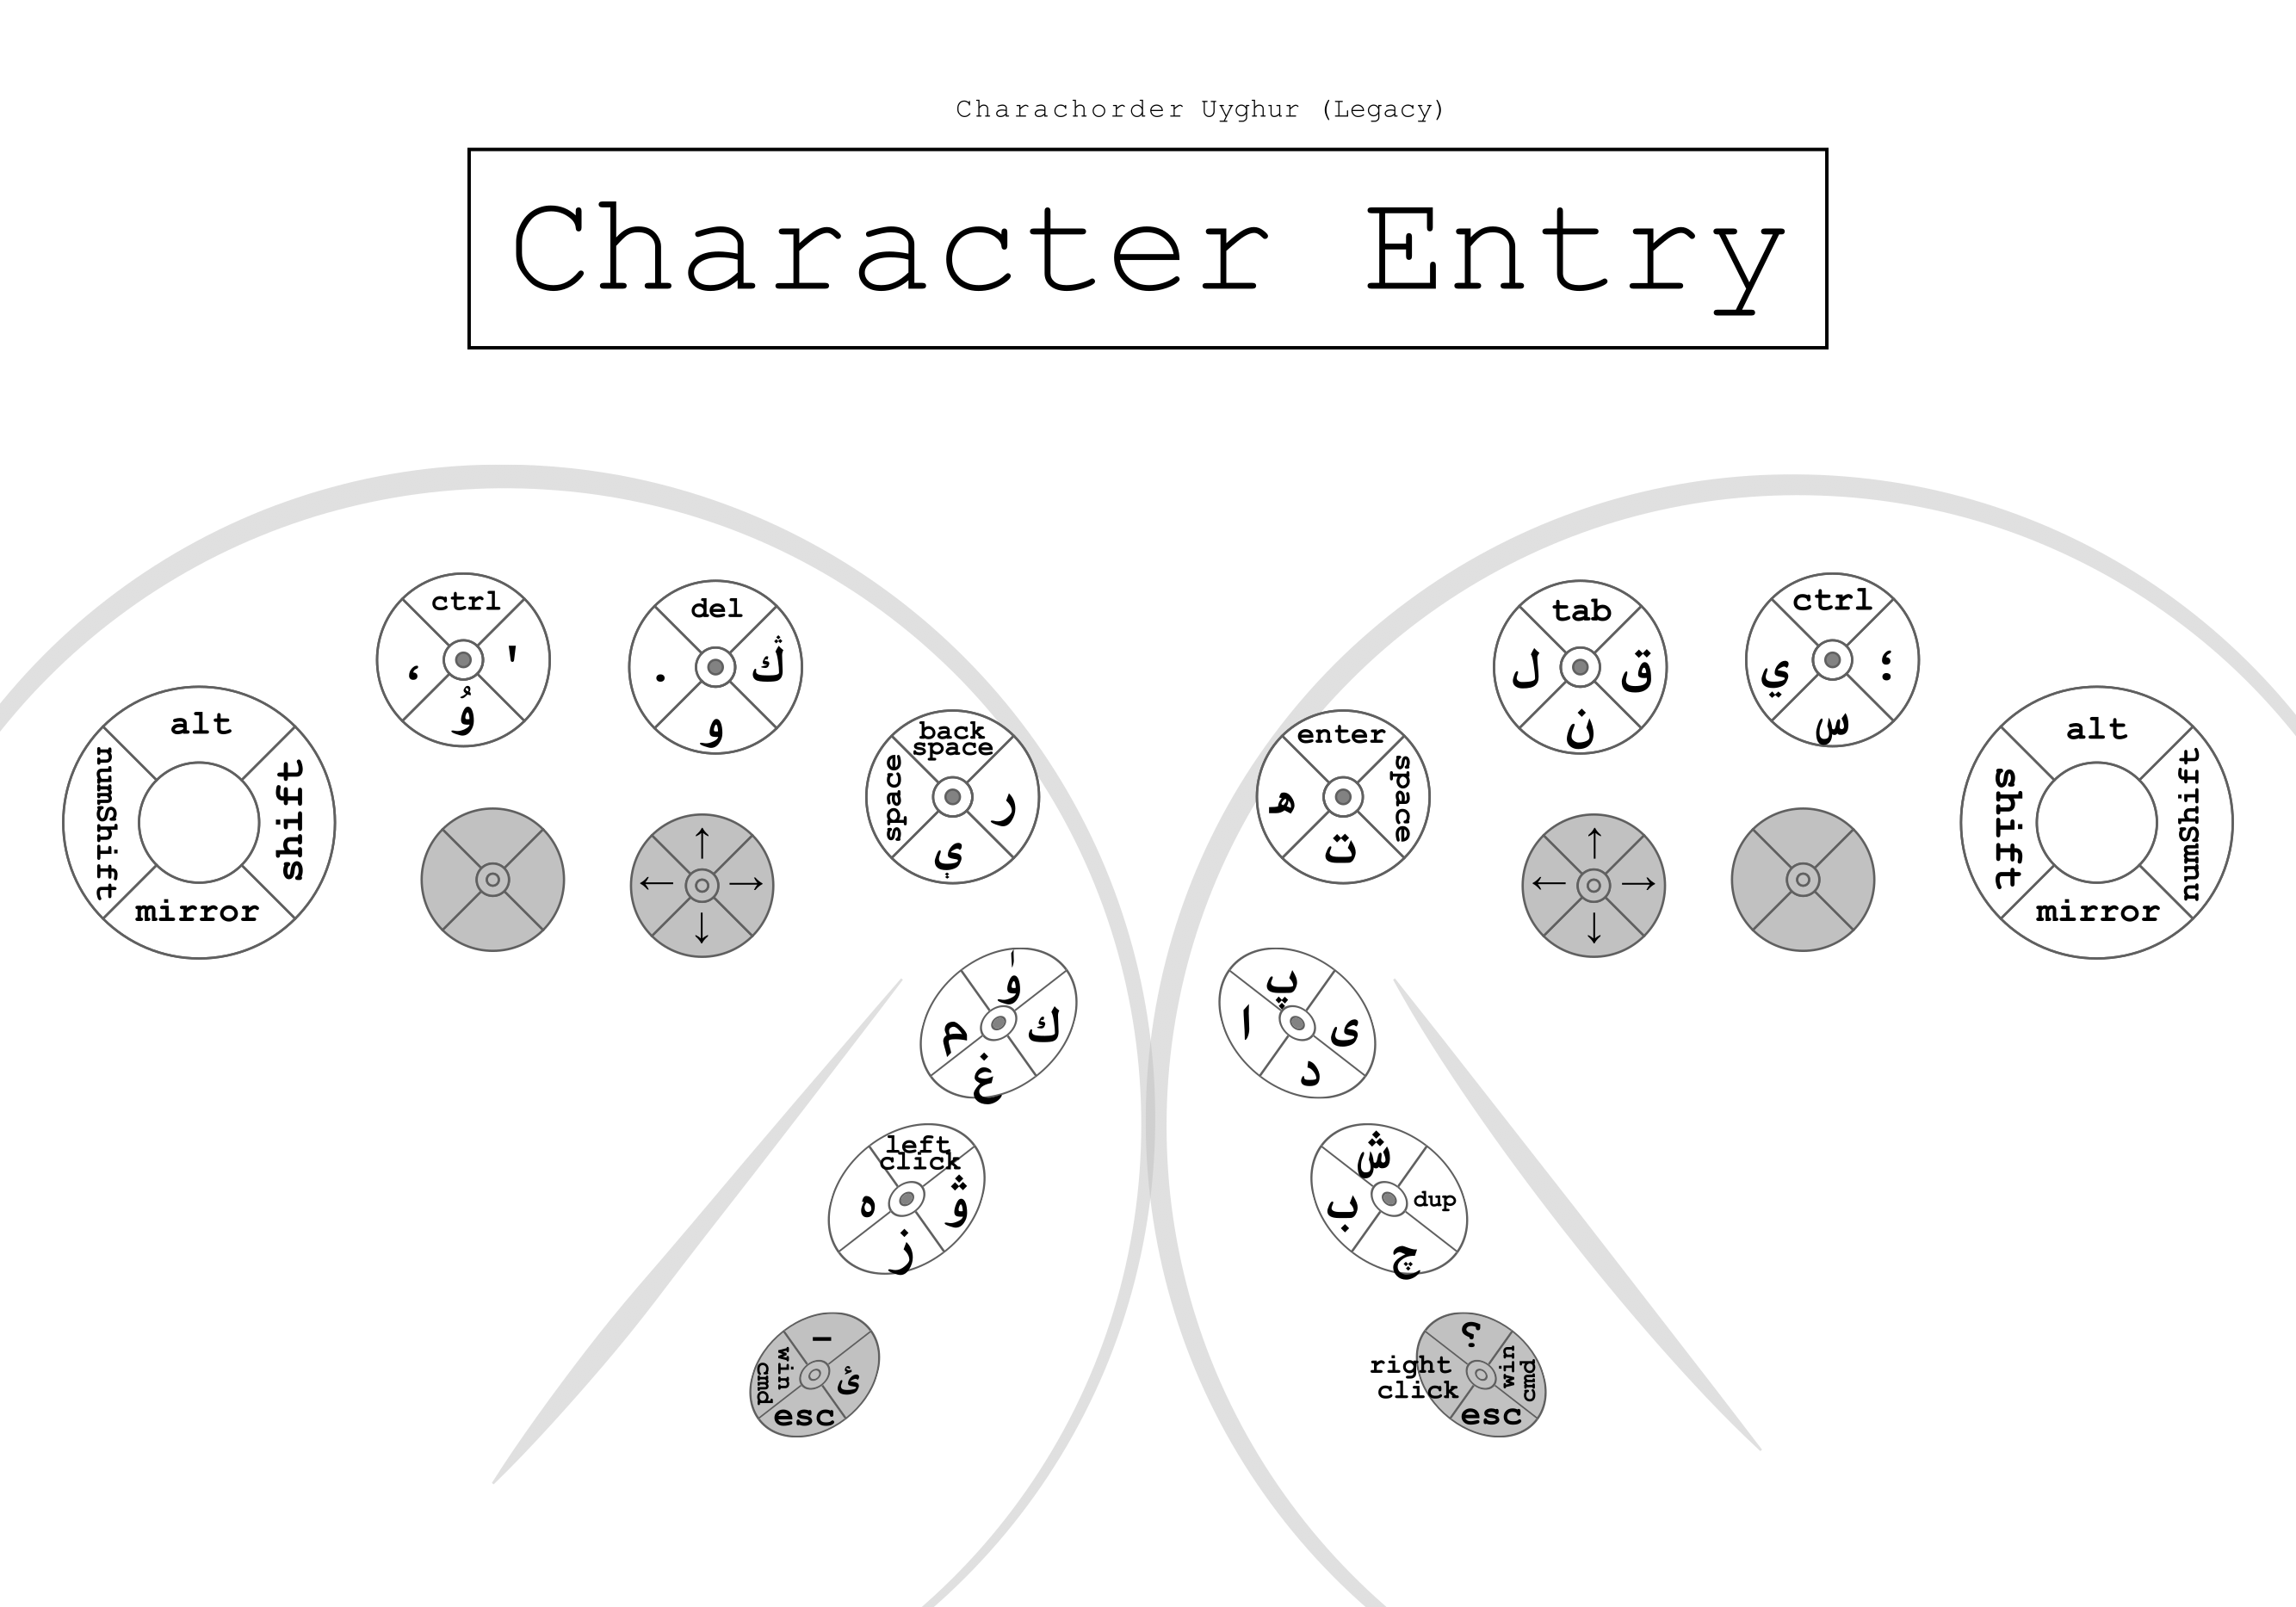 Charachorder Uyghur (Legacy)
Character Entry
ctrl
،
'
ۇ
del
.
ڭ
و
tab
ل
ق
ن
ctrl
ي
؛
س
alt
numShift
shift
mirror
back
space
space
ر
ې
enter
ھ
space
ت
alt
shift
numShift
mirror
↑
←
→
↓
↑
←
→
↓
ۈ
م
ك
غ
پ
ا
ى
د
left
click
ە
ۋ
ز
ش
ب
dup
چ
–
win
cmd
ئ
esc
؟
right
click
win
cmd
esc